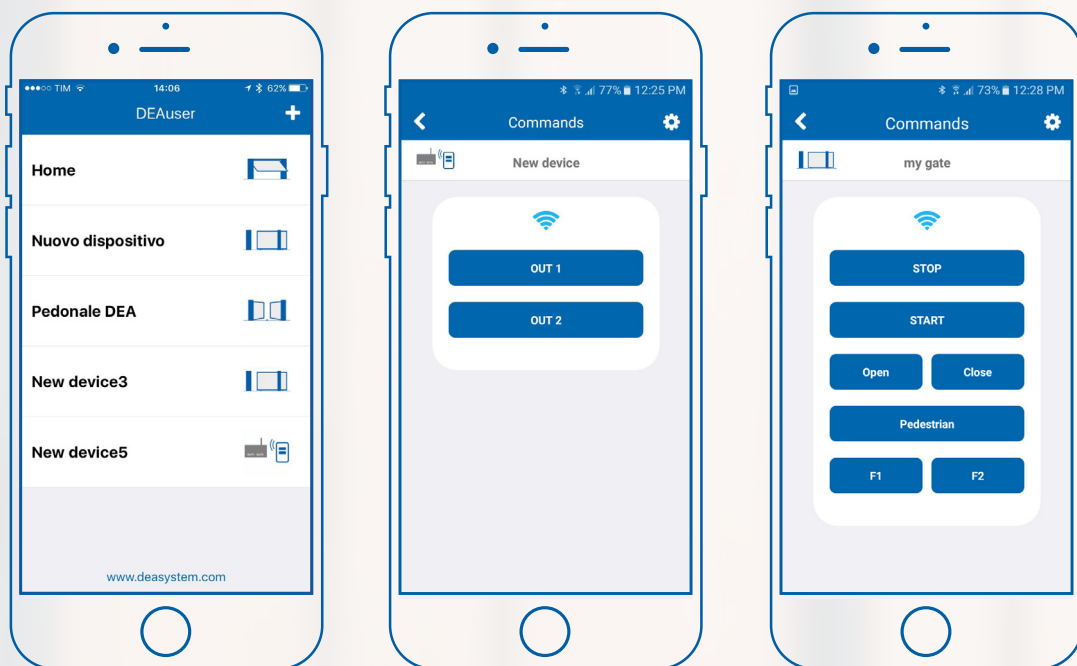 TIM 14:06 62%
DEAuser
Home
Nuovo dispositivo
Pedonale DEA
New device3
New device5
www.deasystem.com
77% 12:25 PM
Commands
New device
OUT 1
OUT 2
73% 12:28 PM
Commands
my gate
STOP
START
Open Close
Pedestrian
F1 F2